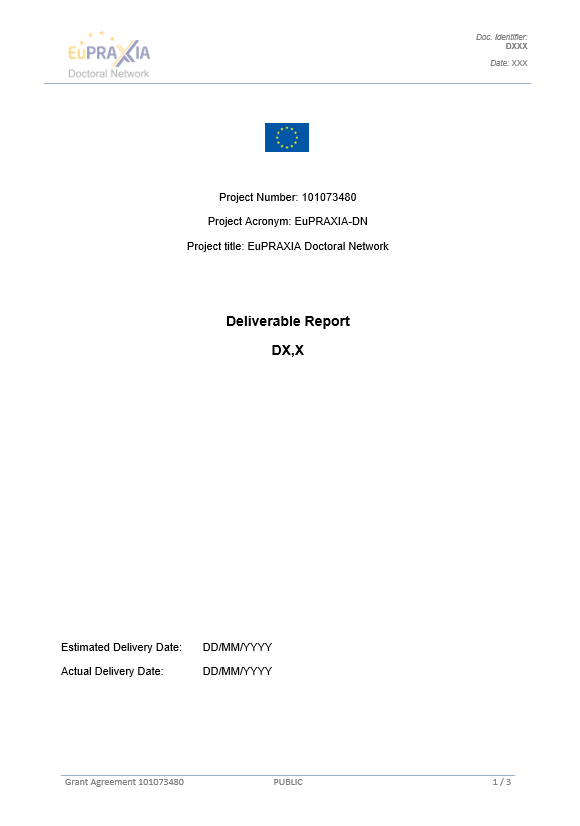 EuPRAXIA
Doctoral Network
Doc. Identifier:
DXXX
Date: XXX
Project Number: 101073480
Project Acronym: EuPRAXIA-DN
Project title: EuPRAXIA Doctoral Network
Deliverable Report
DX,X
Estimated Delivery Date: DD/MM/YYYY
Actual Delivery Date: DD/MM/YYYY
Grant Agreement 101073480 PUBLIC 1 / 3